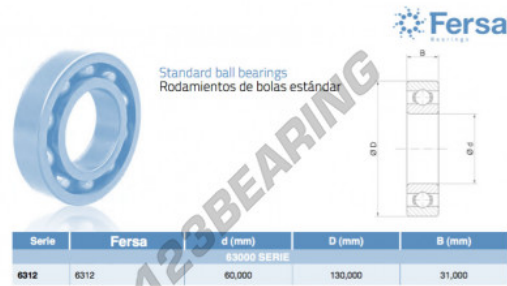 Fersa
Bearings
Standard ball bearings
Rodamientos de bolas estándar
B
Ø D
Ø d
123BEARING
Serie Fersa d (mm) D (mm) B (mm)
63000 SERIE
6312 6312 60,000 130,000 31,000